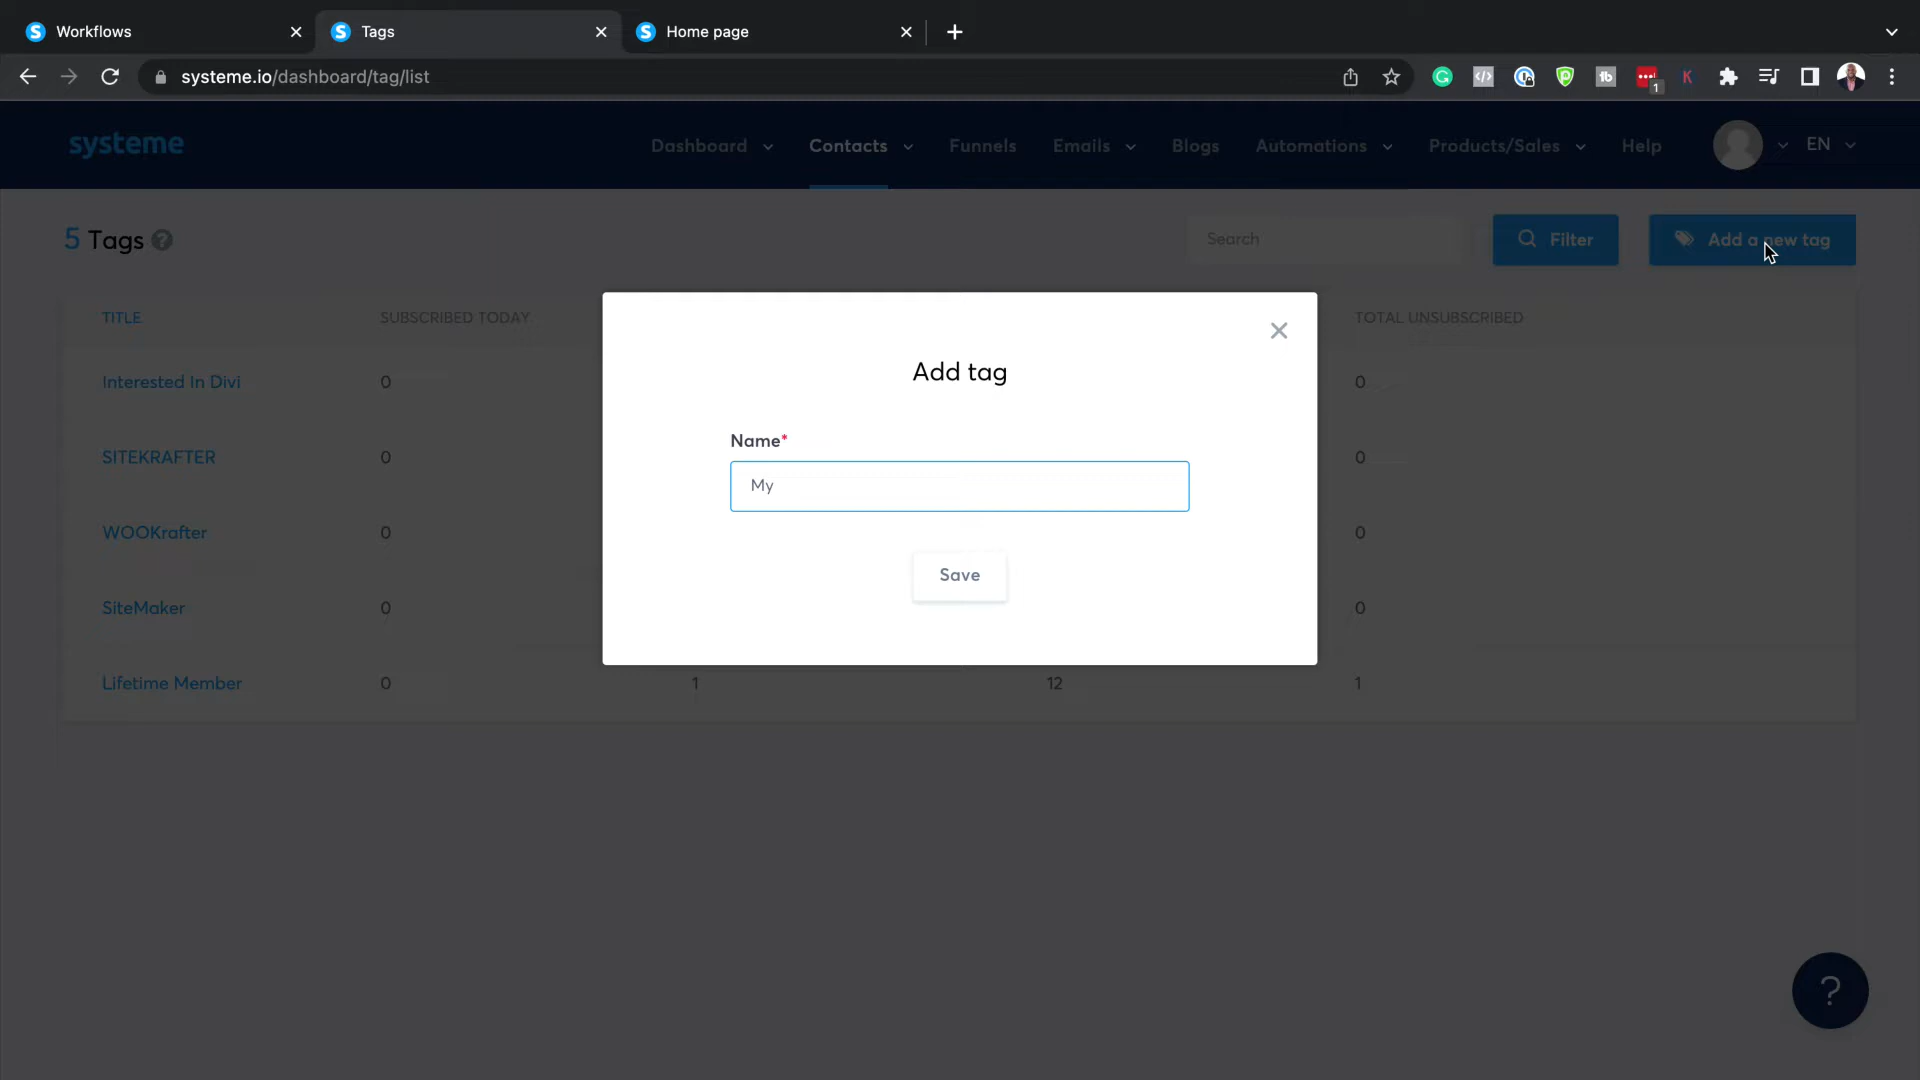 Workflows
Tags
Home page
systeme.io/dashboard/tag/list
1
systeme
Dashboard
Contacts
Funnels
Emails
Blogs
Automations
Products/Sales
Help
EN
5 Tags ?
Search
Filter
Add a new tag
TITLE
SUBSCRIBED TODAY
TOTAL UNSUBSCRIBED
Interested In Divi
0
0
SITEKRAFTER
0
0
WOOKrafter
0
0
SiteMaker
0
0
Lifetime Member
0
1
12
1
Add tag
Name*
My
Save
?